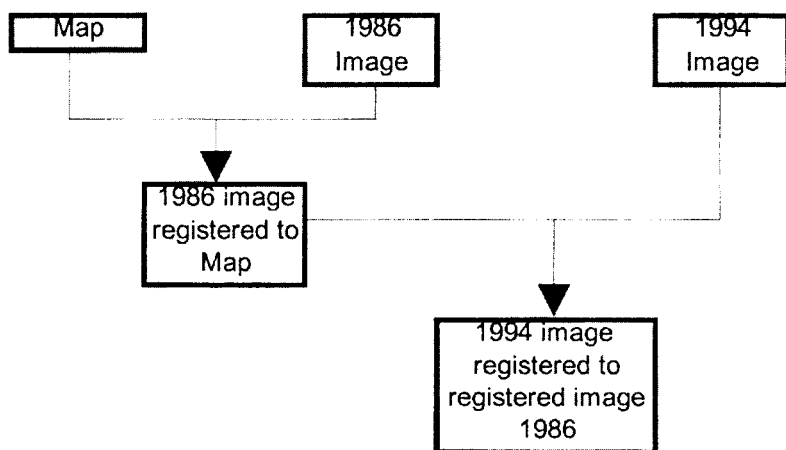 Map
1986
Image
1994
Image
1986 image
registered to
Map
1994 image
registered to
registered image
1986